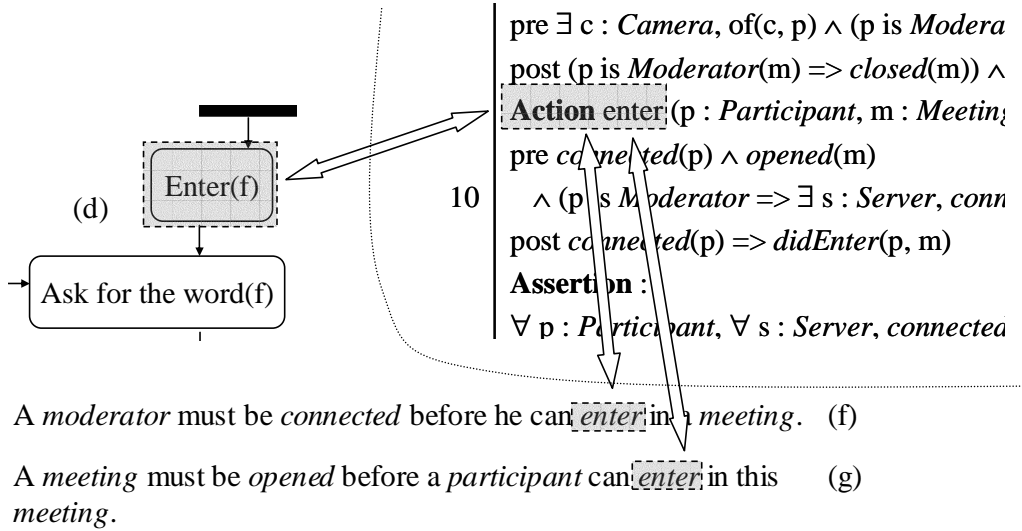 pre ∃ c : Camera, of(c, p) ∧ (p is Modera
post (p is Moderator(m) => closed(m)) ∧
Action enter (p : Participant, m : Meeting
pre connected(p) ∧ opened(m)
10 ∧ (p is Moderator => ∃ s : Server, conn
post connected(p) => didEnter(p, m)
Assertion :
∀ p : Participant, ∀ s : Server, connected
Enter(f)
(d)
Ask for the word(f)
A moderator must be connected before he can enter in a meeting. (f)
A meeting must be opened before a participant can enter in this (g)
meeting.